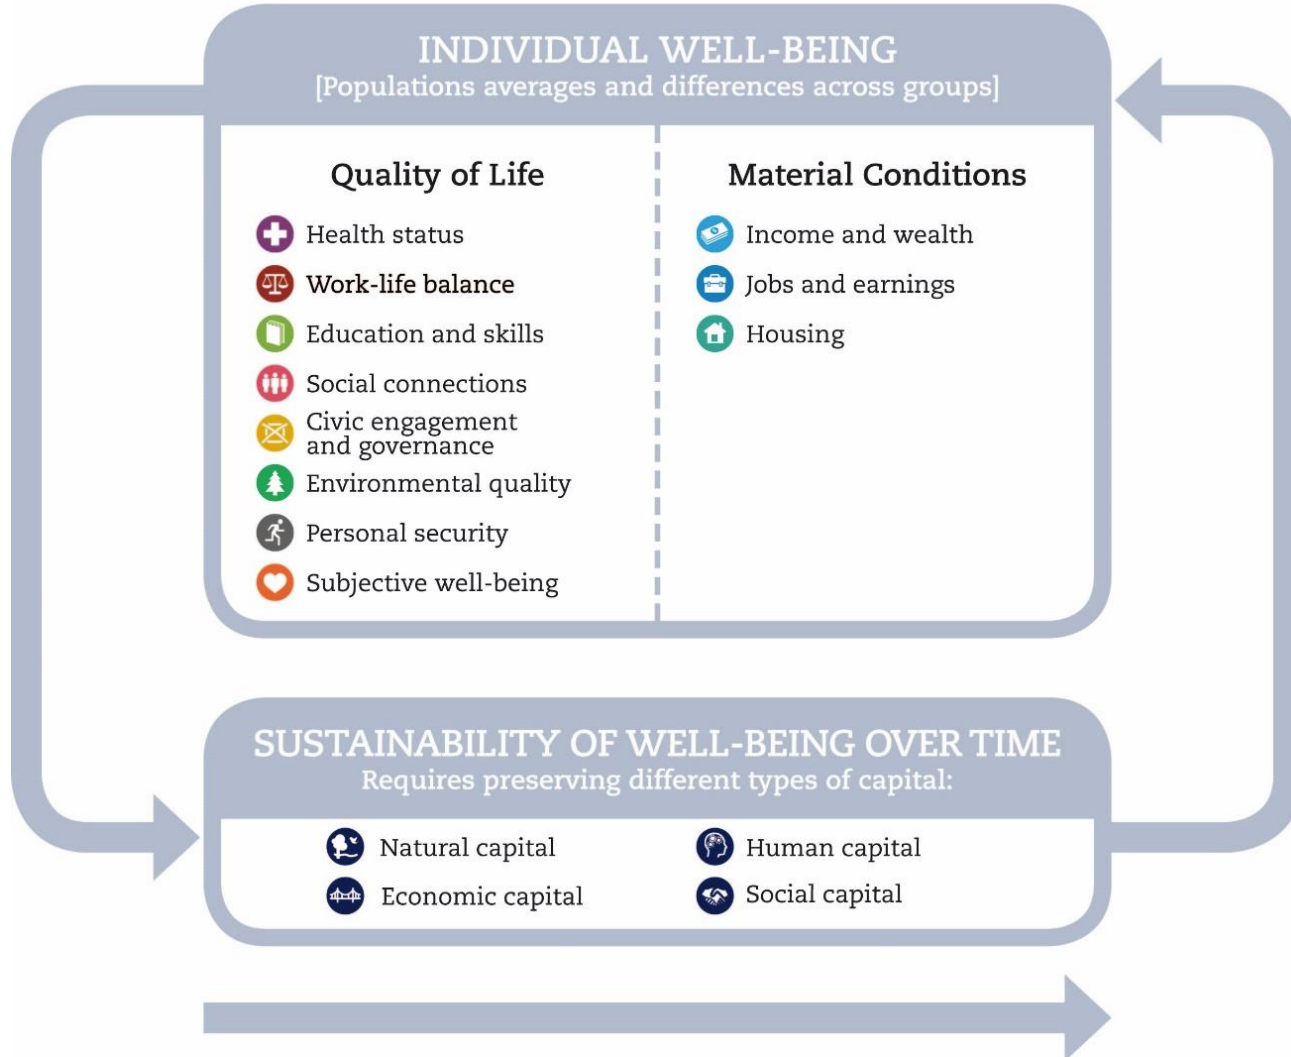 INDIVIDUAL WELL-BEING
[Populations averages and differences across groups]
Quality of Life
Health status
Work-life balance
Education and skills
Social connections
Civic engagement
and governance
Environmental quality
Personal security
Subjective well-being
Material Conditions
Income and wealth
Jobs and earnings
Housing
SUSTAINABILITY OF WELL-BEING OVER TIME
Requires preserving different types of capital:
Natural capital
Economic capital
Human capital
Social capital